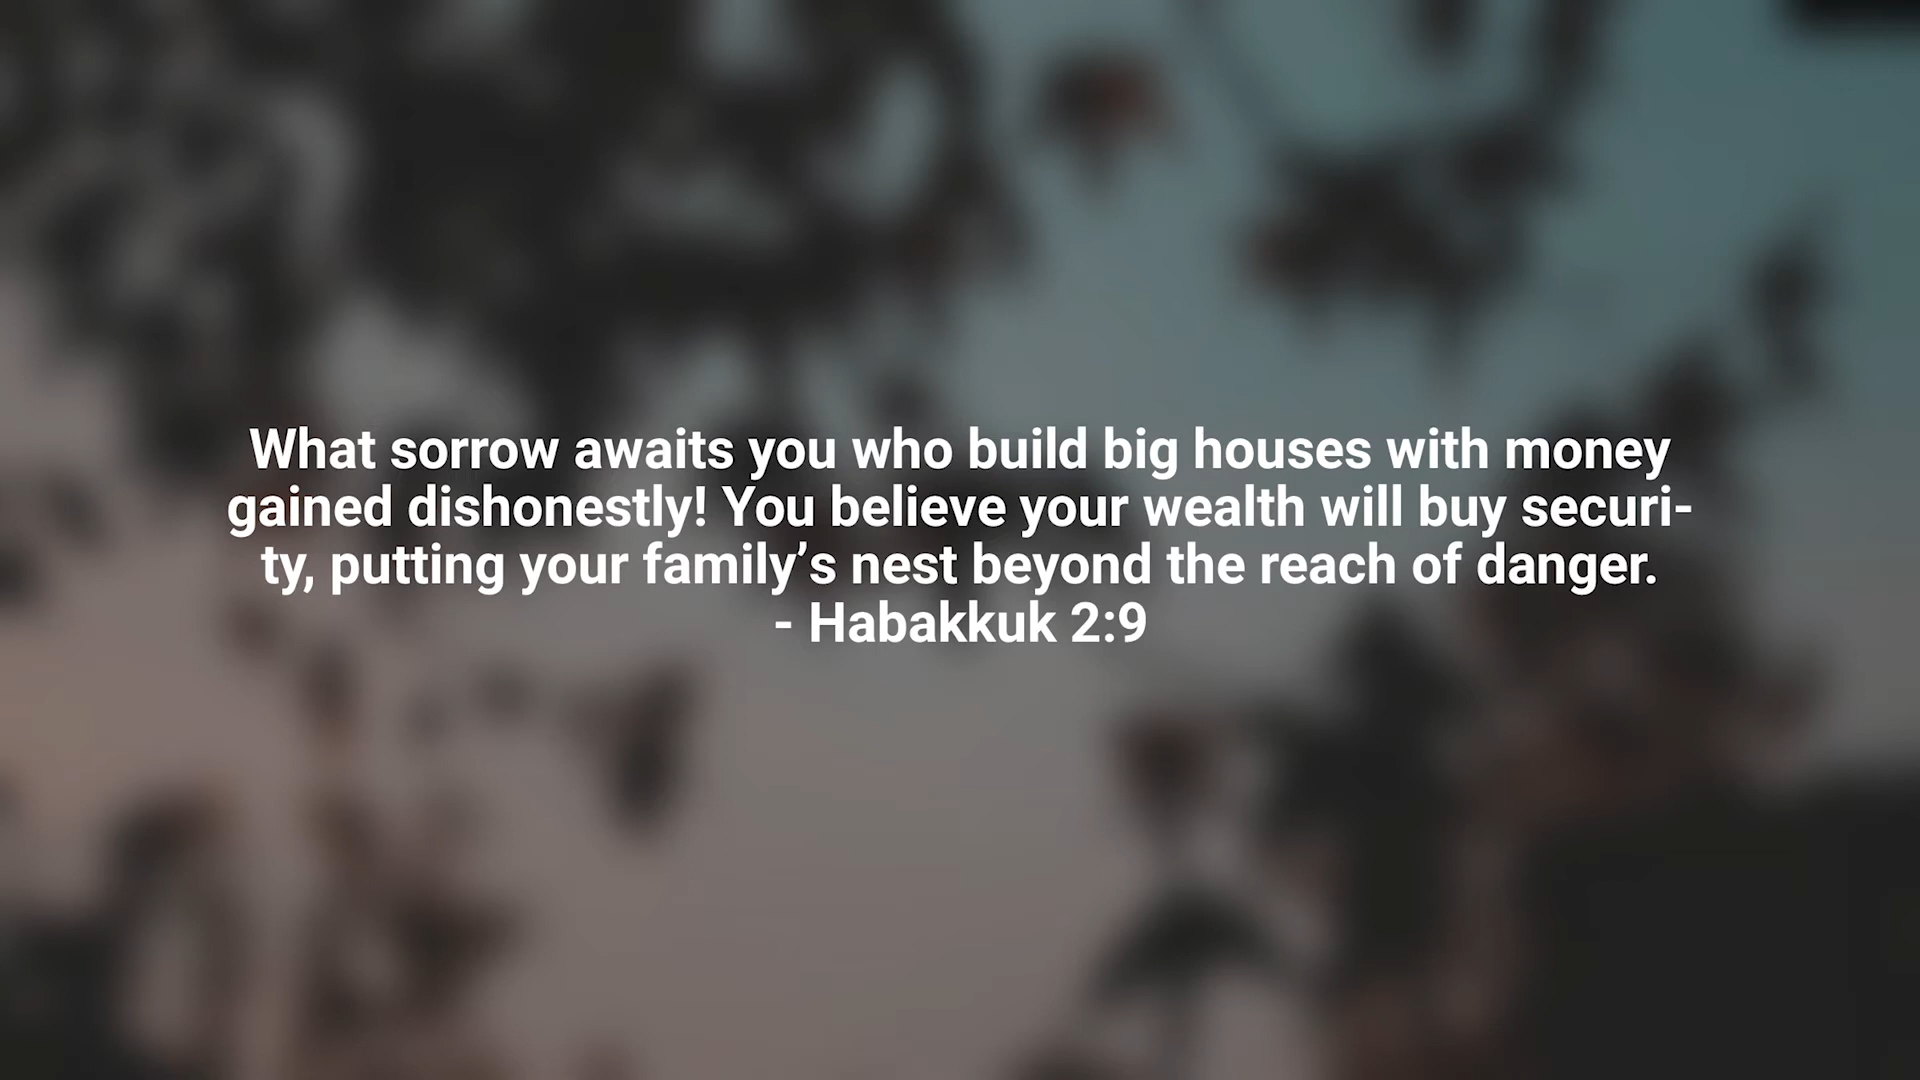 What sorrow awaits you who build big houses with money
gained dishonestly! You believe your wealth will buy securi-
ty, putting your family’s nest beyond the reach of danger.
- Habakkuk 2:9